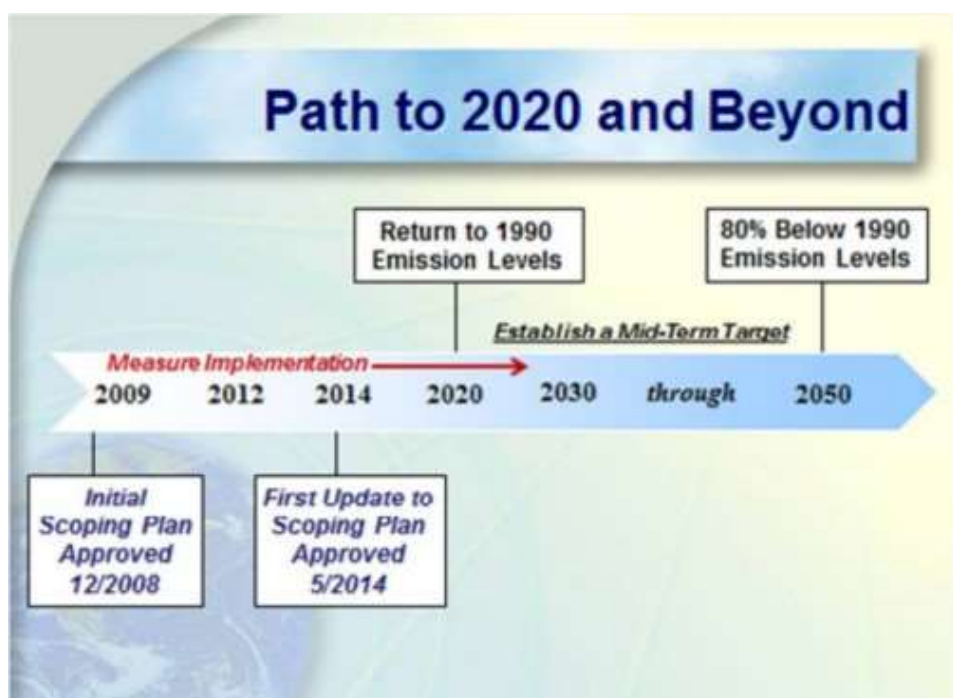 Path to 2020 and Beyond
Return to 1990
Emission Levels
80% Below 1990
Emission Levels
Establish a Mid-Term Target
Measure Implementation
2009 2012 2014 2020 2030 through 2050
Initial
Scoping Plan
Approved
12/2008
First Update to
Scoping Plan
Approved
5/2014